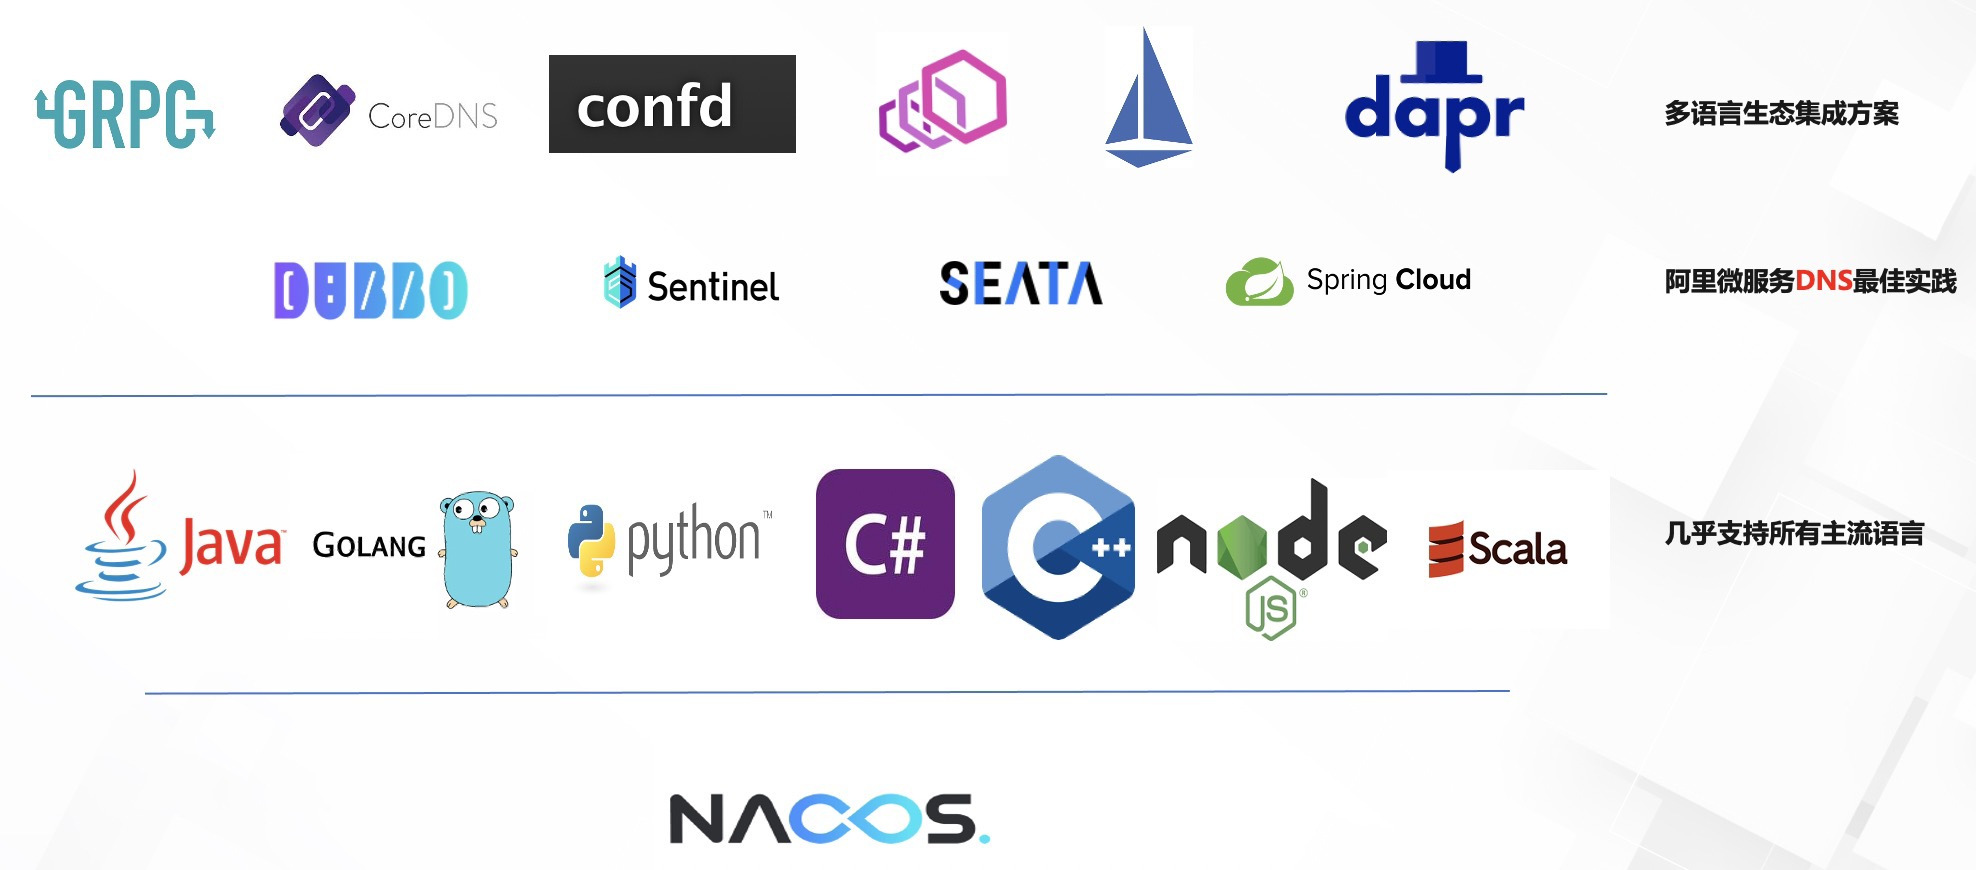 GRPC
CoreDNS
confd
dapr
多语言生态集成方案
DUBBO
Sentinel
SEATA
Spring Cloud
阿里微服务DNS最佳实践
Java™
GOLANG
python™
C#
C++
node
JS®
Scala
几乎支持所有主流语言
NACOS.